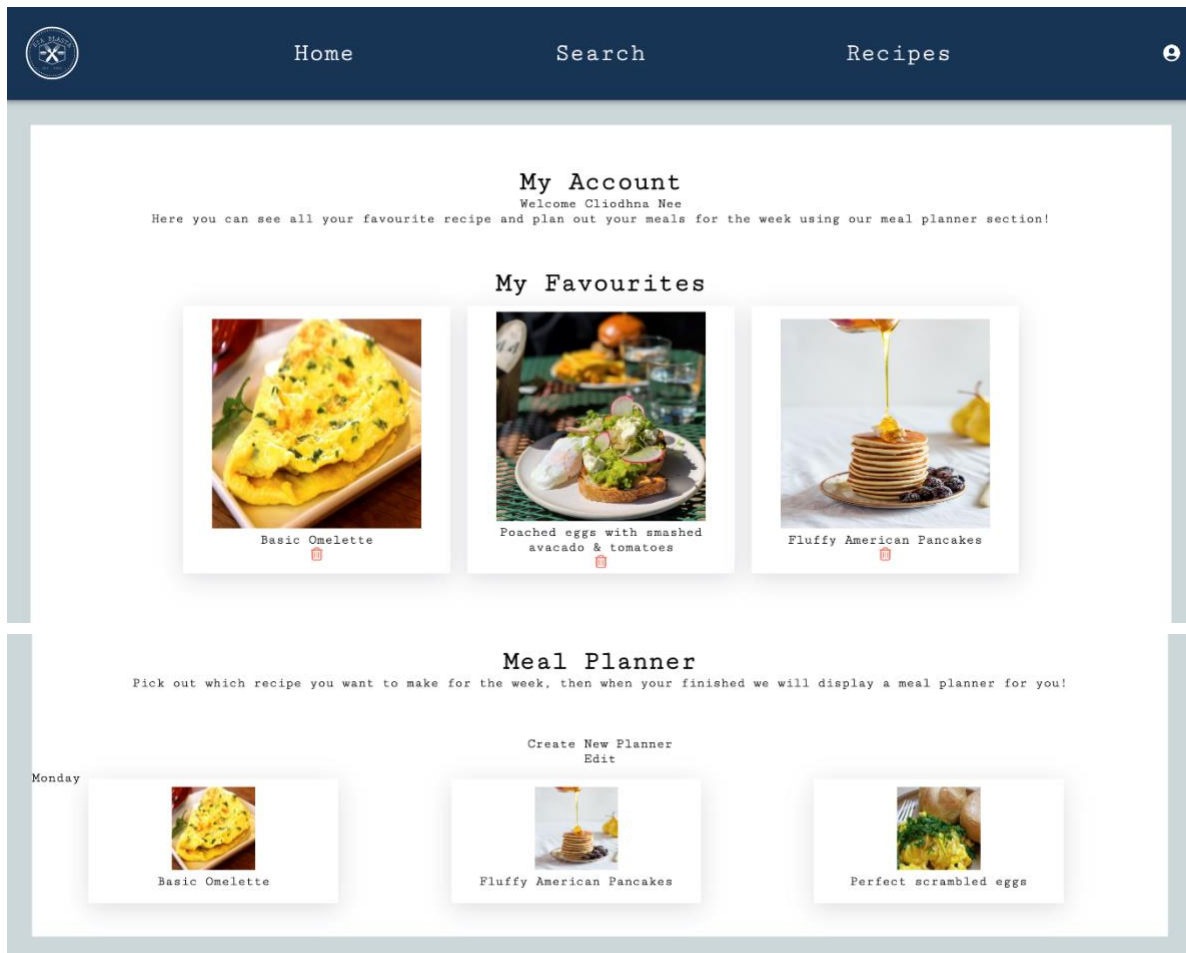 Home
Search
Recipes
My Account
Welcome Cliodhna Nee
Here you can see all your favourite recipe and plan out your meals for the week using our meal planner section!
My Favourites
Basic Omelette
Poached eggs with smashed
avacado & tomatoes
Fluffy American Pancakes
Meal Planner
Pick out which recipe you want to make for the week, then when your finished we will display a meal planner for you!
Create New Planner
Edit
Monday
Basic Omelette
Fluffy American Pancakes
Perfect scrambled eggs